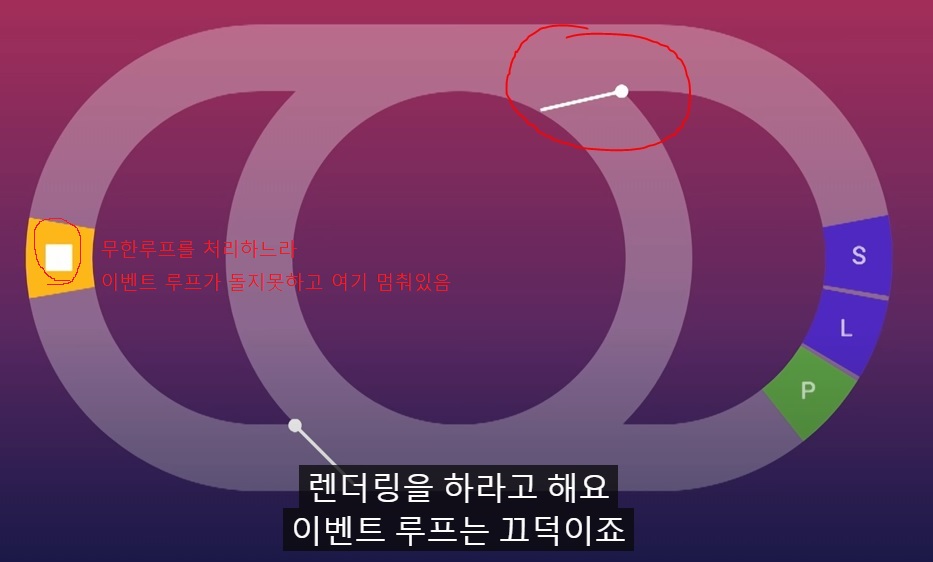 무한루프를 처리하느라
이벤트 루프가 돌지못하고 여기 멈춰있음
S
L
P
렌더링을 하라고 해요
이벤트 루프는 끄덕이죠